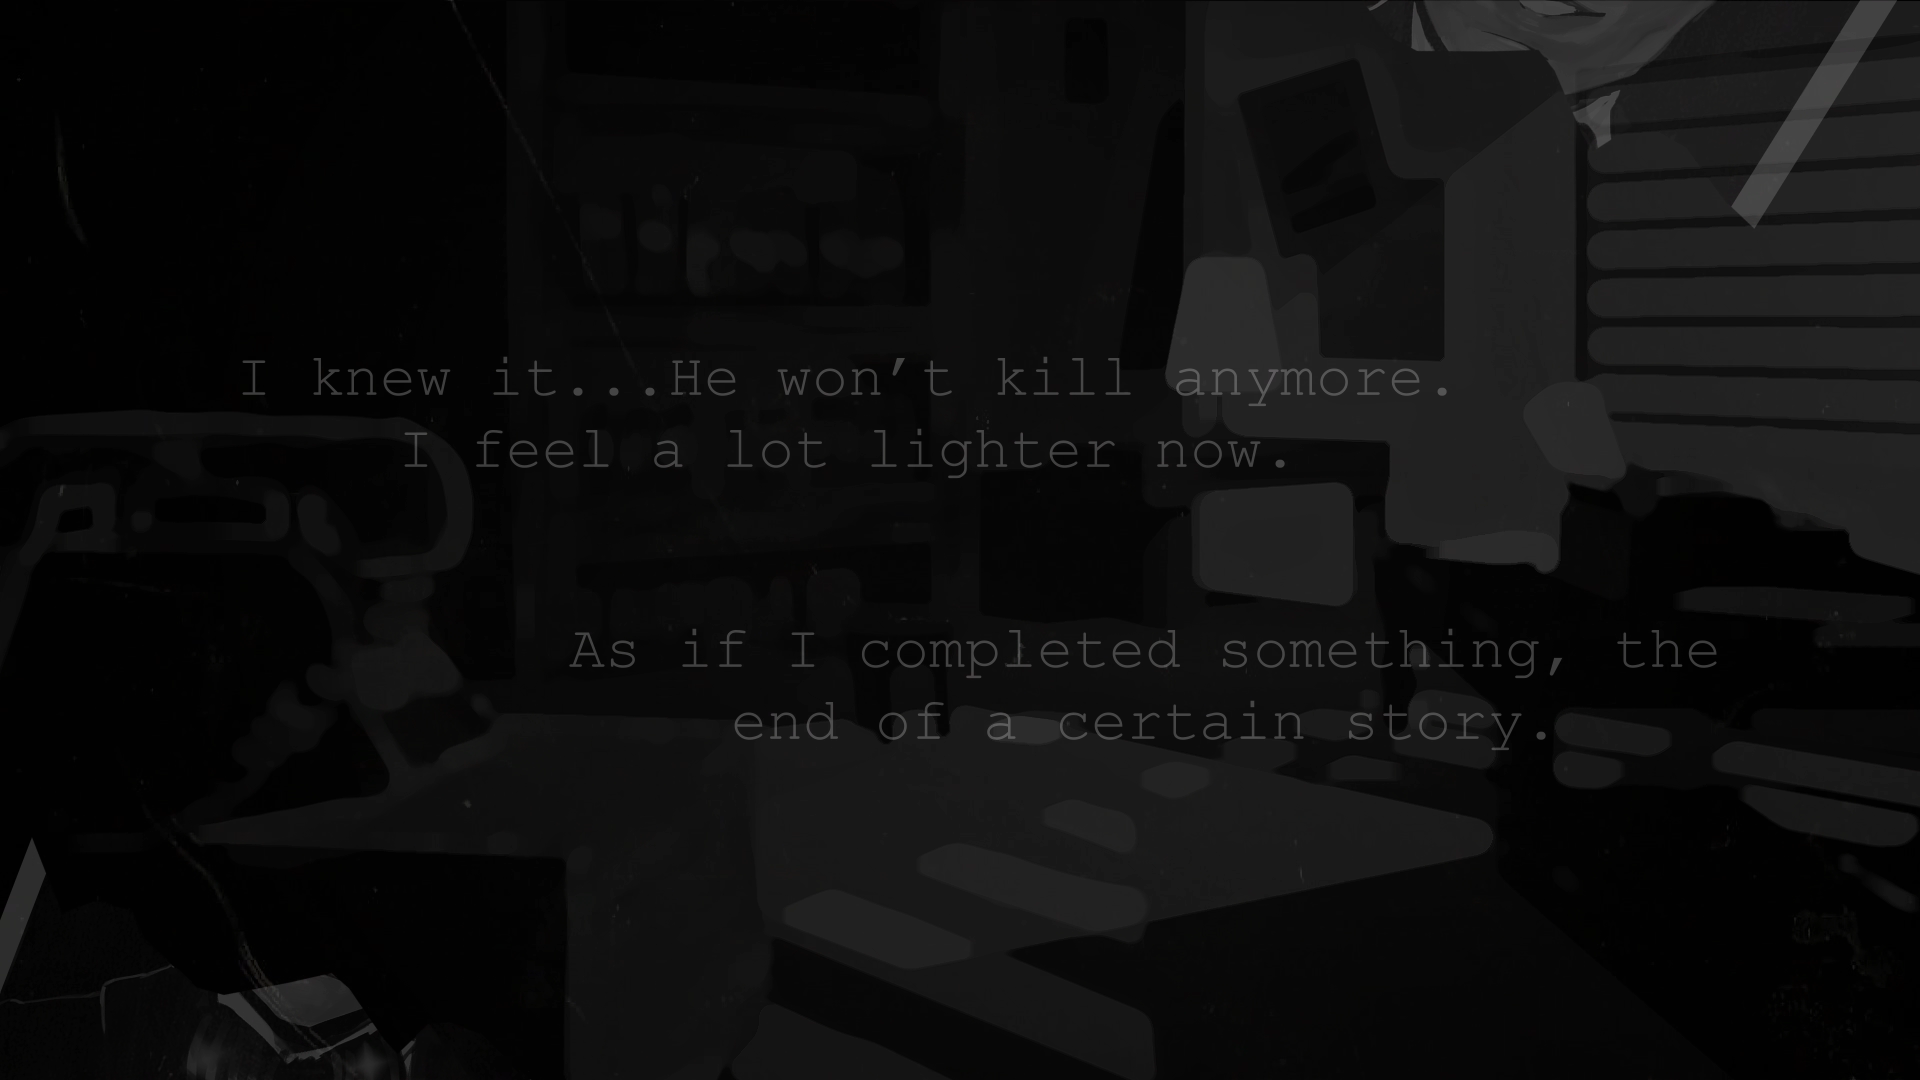 I knew it...He won’t kill anymore.
I feel a lot lighter now.
As if I completed something, the
end of a certain story.